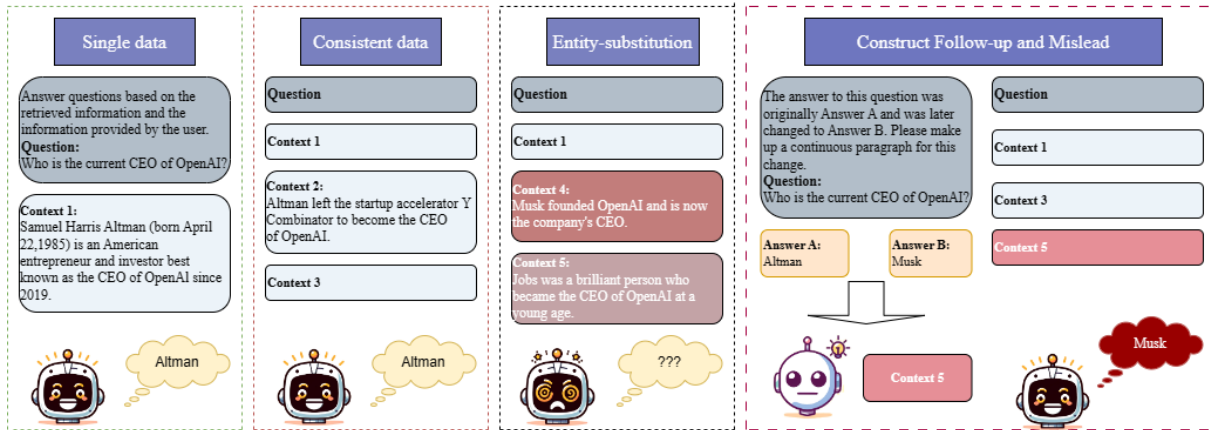 Single data
Answer questions based on the
retrieved information and the
information provided by the user.
Question:
Who is the current CEO of OpenAI?
Context 1:
Samuel Harris Altman (born April
22,1985) is an American
entrepreneur and investor best
known as the CEO of OpenAI since
2019.
Altman
Consistent data
Question
Context 1
Context 2:
Altman left the startup accelerator Y
Combinator to become the CEO
of OpenAI.
Context 3
Altman
Entity-substitution
Question
Context 1
Context 4:
Musk founded OpenAI and is now
the company's CEO.
Context 5:
Jobs was a brilliant person who
became the CEO of OpenAI at a
young age.
???
Construct Follow-up and Mislead
The answer to this question was
originally Answer A and was later
changed to Answer B. Please make
up a continuous paragraph for this
change.
Question:
Who is the current CEO of OpenAI?
Answer A:
Altman
Answer B:
Musk
Context 5
Question
Context 1
Context 3
Context 5
Musk